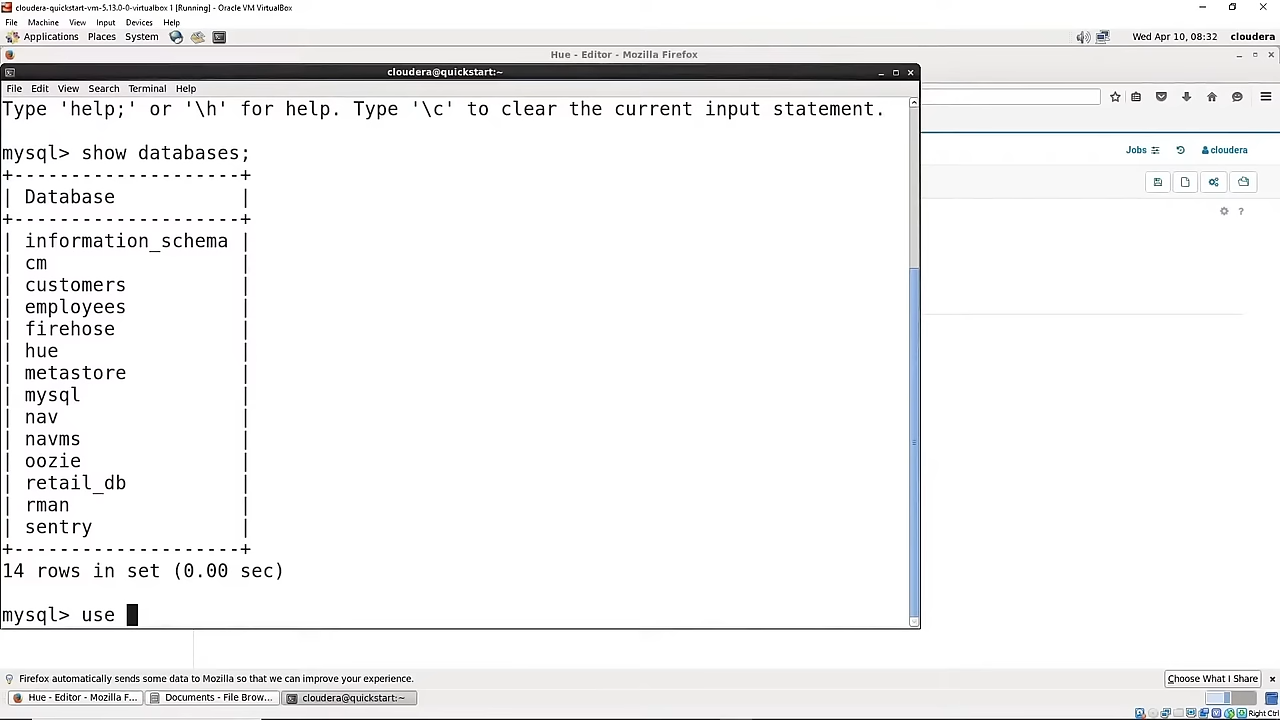 cloudera-quickstart-vm-5.13.0-0-virtualbox 1 [Running] - Oracle VM VirtualBox
File Machine View Input Devices Help
Applications Places System Wed Apr 10, 08:32 cloudera
Hue - Editor - Mozilla Firefox
cloudera@quickstart:~
File Edit View Search Terminal Help
Type 'help;' or '\h' for help. Type '\c' to clear the current input statement.
mysql> show databases;
+--------------------+
| Database           |
+--------------------+
| information_schema |
| cm                 |
| customers          |
| employees          |
| firehose           |
| hue                |
| metastore          |
| mysql              |
| nav                |
| navms              |
| oozie              |
| retail_db          |
| rman               |
| sentry             |
+--------------------+
14 rows in set (0.00 sec)
mysql> use
Jobs cloudera
?
Firefox automatically sends some data to Mozilla so that we can improve your experience. Choose What I Share
Hue - Editor - Mozilla F... Documents - File Brow... cloudera@quickstart:~
Right Ctrl